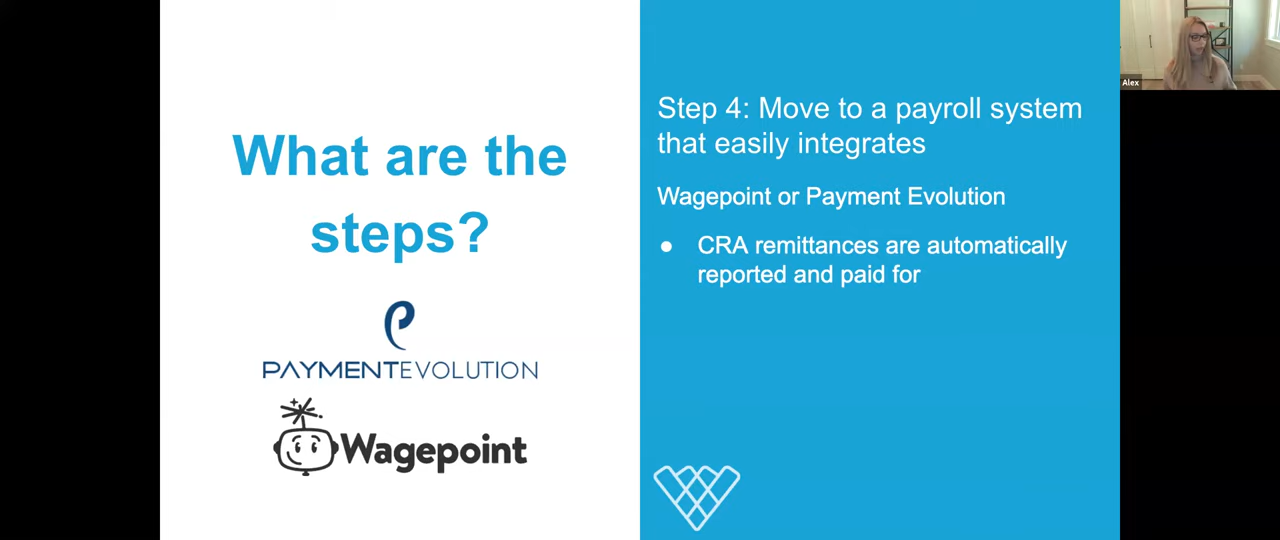 What are the
steps?
PAYMENTEVOLUTION
Wagepoint
Step 4: Move to a payroll system
that easily integrates
Wagepoint or Payment Evolution
● CRA remittances are automatically
reported and paid for
Alex